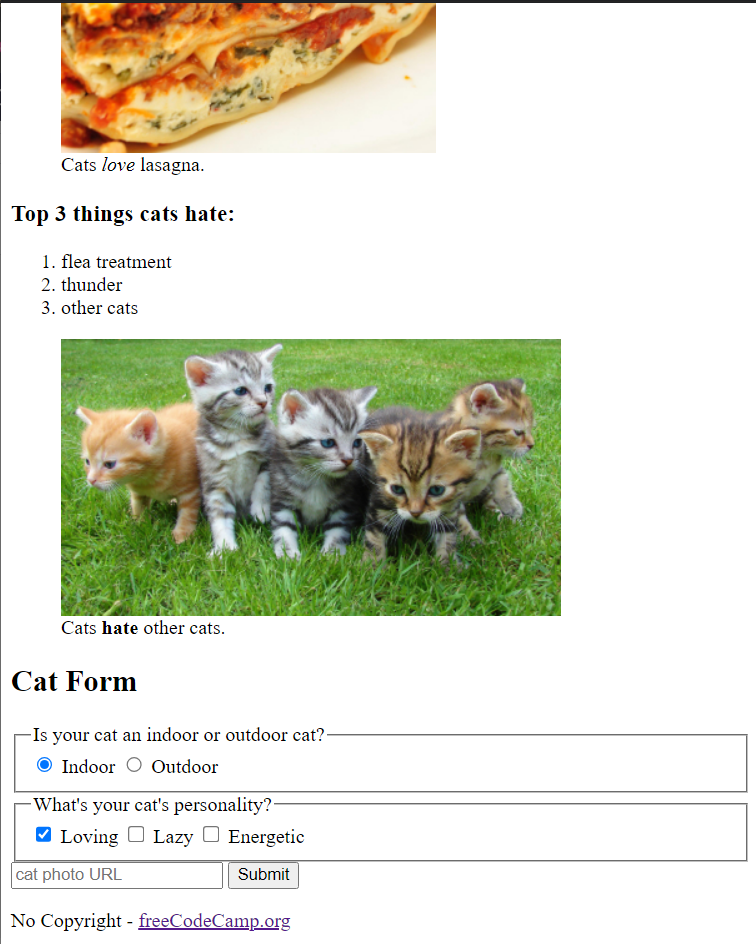 Cats love lasagna.
Top 3 things cats hate:
1. flea treatment
2. thunder
3. other cats
Cats hate other cats.
Cat Form
Is your cat an indoor or outdoor cat?
Indoor Outdoor
What's your cat's personality?
Loving Lazy Energetic
cat photo URL Submit
No Copyright - freeCodeCamp.org